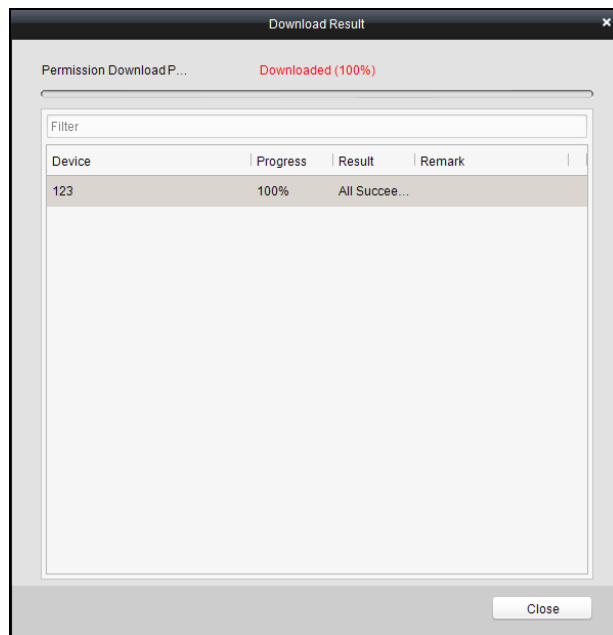 Download Result
×
Permission Download P... Downloaded (100%)
Filter
Device Progress Result Remark
123 100% All Succee...
Close